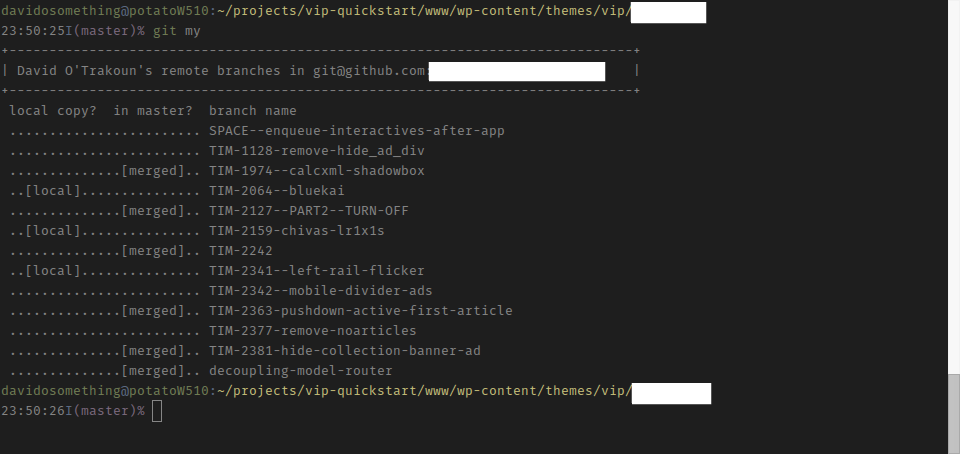 davidosomething@potatoW510:~/projects/vip-quickstart/www/wp-content/themes/vip/
23:50:25I(master)% git my
+------------------------------------------------------------------------------+
| David O'Trakoun's remote branches in git@github.com: |
+------------------------------------------------------------------------------+
local copy?  in master?  branch name
........................ SPACE--enqueue-interactives-after-app
........................ TIM-1128-remove-hide_ad_div
..............[merged].. TIM-1974--calcxml-shadowbox
..[local]............... TIM-2064--bluekai
..............[merged].. TIM-2127--PART2--TURN-OFF
..[local]............... TIM-2159-chivas-lr1x1s
..............[merged].. TIM-2242
..[local]............... TIM-2341--left-rail-flicker
........................ TIM-2342--mobile-divider-ads
..............[merged].. TIM-2363-pushdown-active-first-article
........................ TIM-2377-remove-noarticles
..............[merged].. TIM-2381-hide-collection-banner-ad
..............[merged].. decoupling-model-router
davidosomething@potatoW510:~/projects/vip-quickstart/www/wp-content/themes/vip/
23:50:26I(master)%